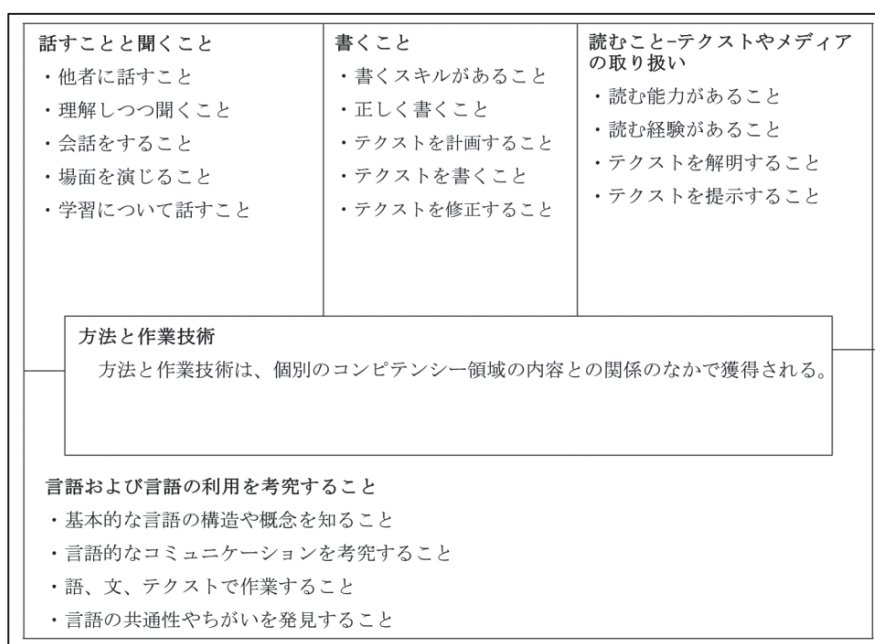 話すことと聞くこと
・他者に話すこと
・理解しつつ聞くこと
・会話をすること
・場面を演じること
・学習について話すこと
書くこと
・書くスキルがあること
・正しく書くこと
・テクストを計画すること
・テクストを書くこと
・テクストを修正すること
読むこと-テクストやメディア
の取り扱い
・読む能力があること
・読む経験があること
・テクストを解明すること
・テクストを提示すること
方法と作業技術
方法と作業技術は、個別のコンピテンシー領域の内容との関係のなかで獲得される。
言語および言語の利用を考究すること
・基本的な言語の構造や概念を知ること
・言語的なコミュニケーションを考究すること
・語、文、テクストで作業すること
・言語の共通性やちがいを発見すること